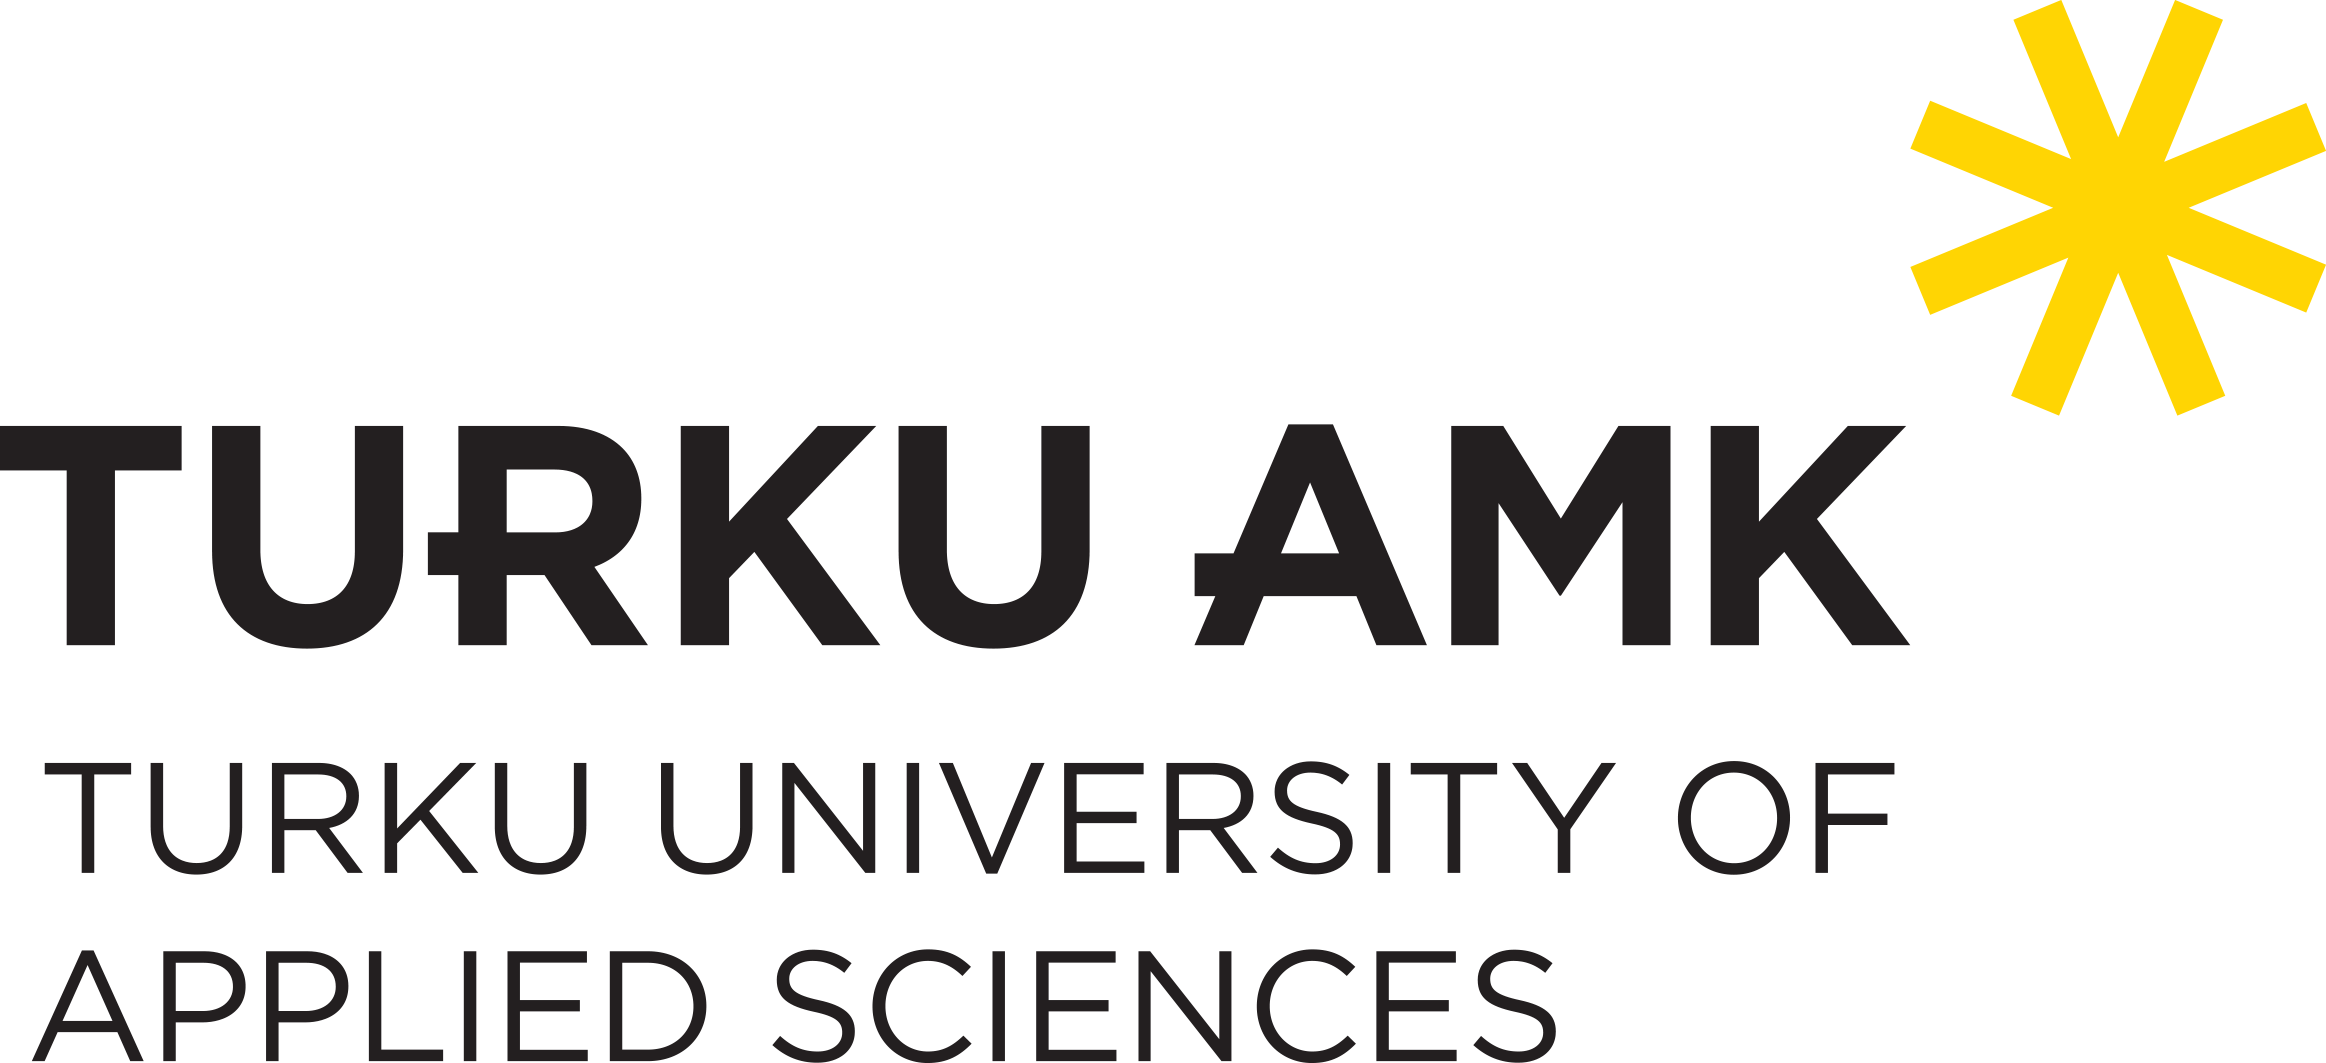 TURKU AMK
TURKU UNIVERSITY OF
APPLIED SCIENCES